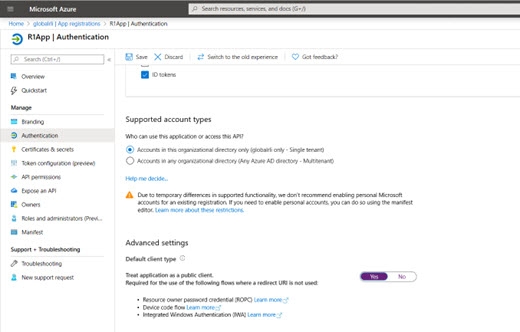 Microsoft Azure
Search resources, services, and docs (G+/)
Home > globalrli | App registrations > R1App | Authentication
R1App | Authentication
Search (Ctrl+/)
«
Save
Discard
Switch to the old experience
Got feedback?
Overview
Quickstart
Manage
Branding
Authentication
Certificates & secrets
Token configuration (preview)
API permissions
Expose an API
Owners
Roles and administrators (Previ...
Manifest
Support + Troubleshooting
Troubleshooting
New support request
ID tokens
Supported account types
Who can use this application or access this API?
Accounts in this organizational directory only (globalrli only - Single tenant)
Accounts in any organizational directory (Any Azure AD directory - Multitenant)
Help me decide...
Due to temporary differences in supported functionality, we don't recommend enabling personal Microsoft
accounts for an existing registration. If you need to enable personal accounts, you can do so using the manifest
editor. Learn more about these restrictions.
Advanced settings
Default client type
Treat application as a public client.
Required for the use of the following flows where a redirect URI is not used:
Yes No
• Resource owner password credential (ROPC) Learn more
• Device code flow Learn more
• Integrated Windows Authentication (IWA) Learn more